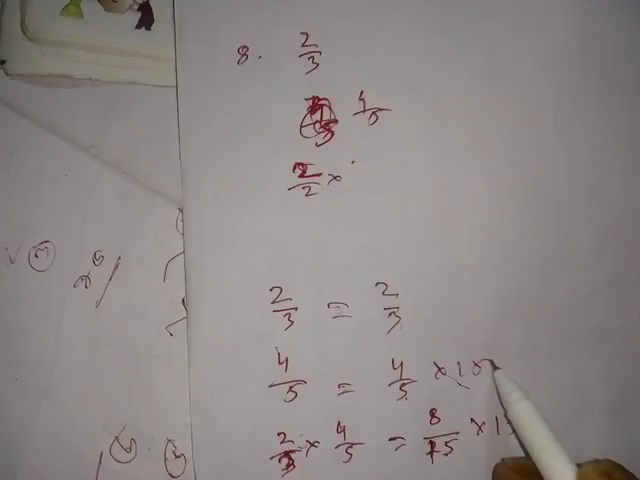 8. 2/3
4/5
2/2 ×
2/3 = 2/3
4/5 = 4/5 × 10
2/3 × 4/5 = 8/15 × 1
3